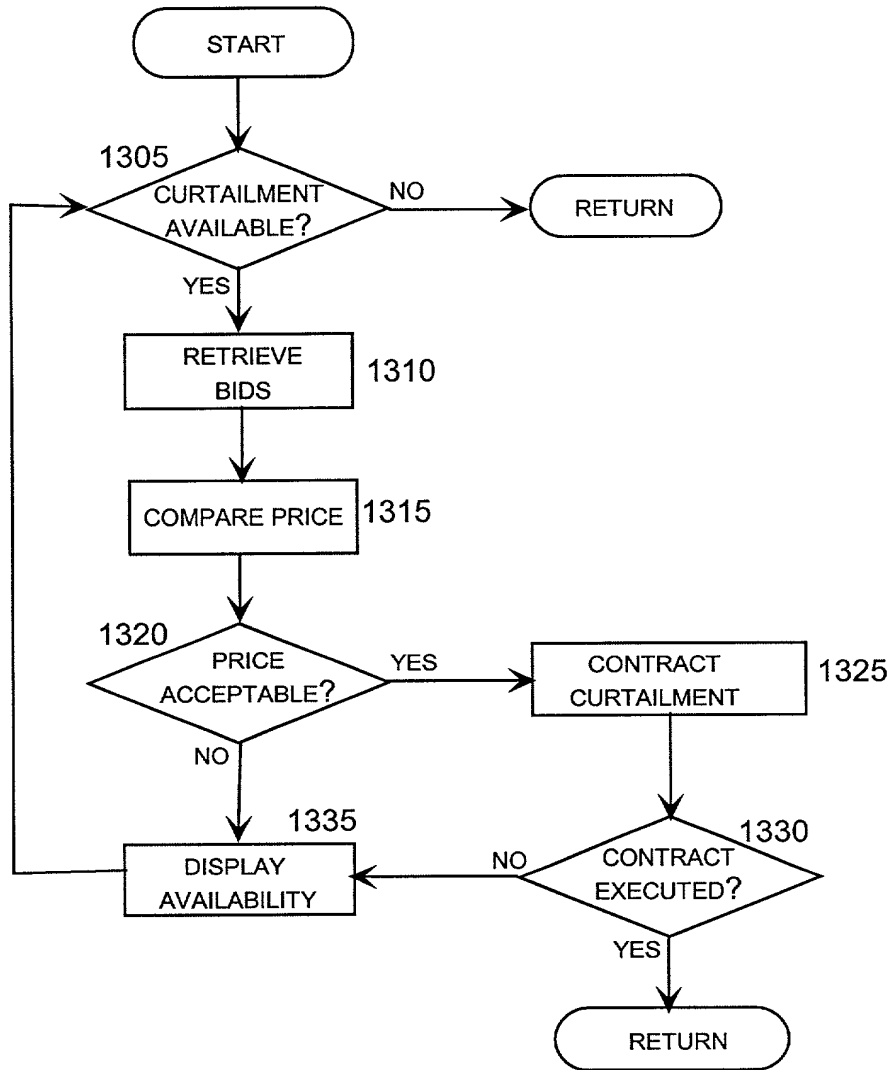 START
1305
CURTAILMENT
AVAILABLE?
NO
RETURN
YES
RETRIEVE
BIDS
1310
COMPARE PRICE
1315
1320
PRICE
ACCEPTABLE?
YES
CONTRACT
CURTAILMENT
1325
NO
1335
DISPLAY
AVAILABILITY
NO
1330
CONTRACT
EXECUTED?
YES
RETURN